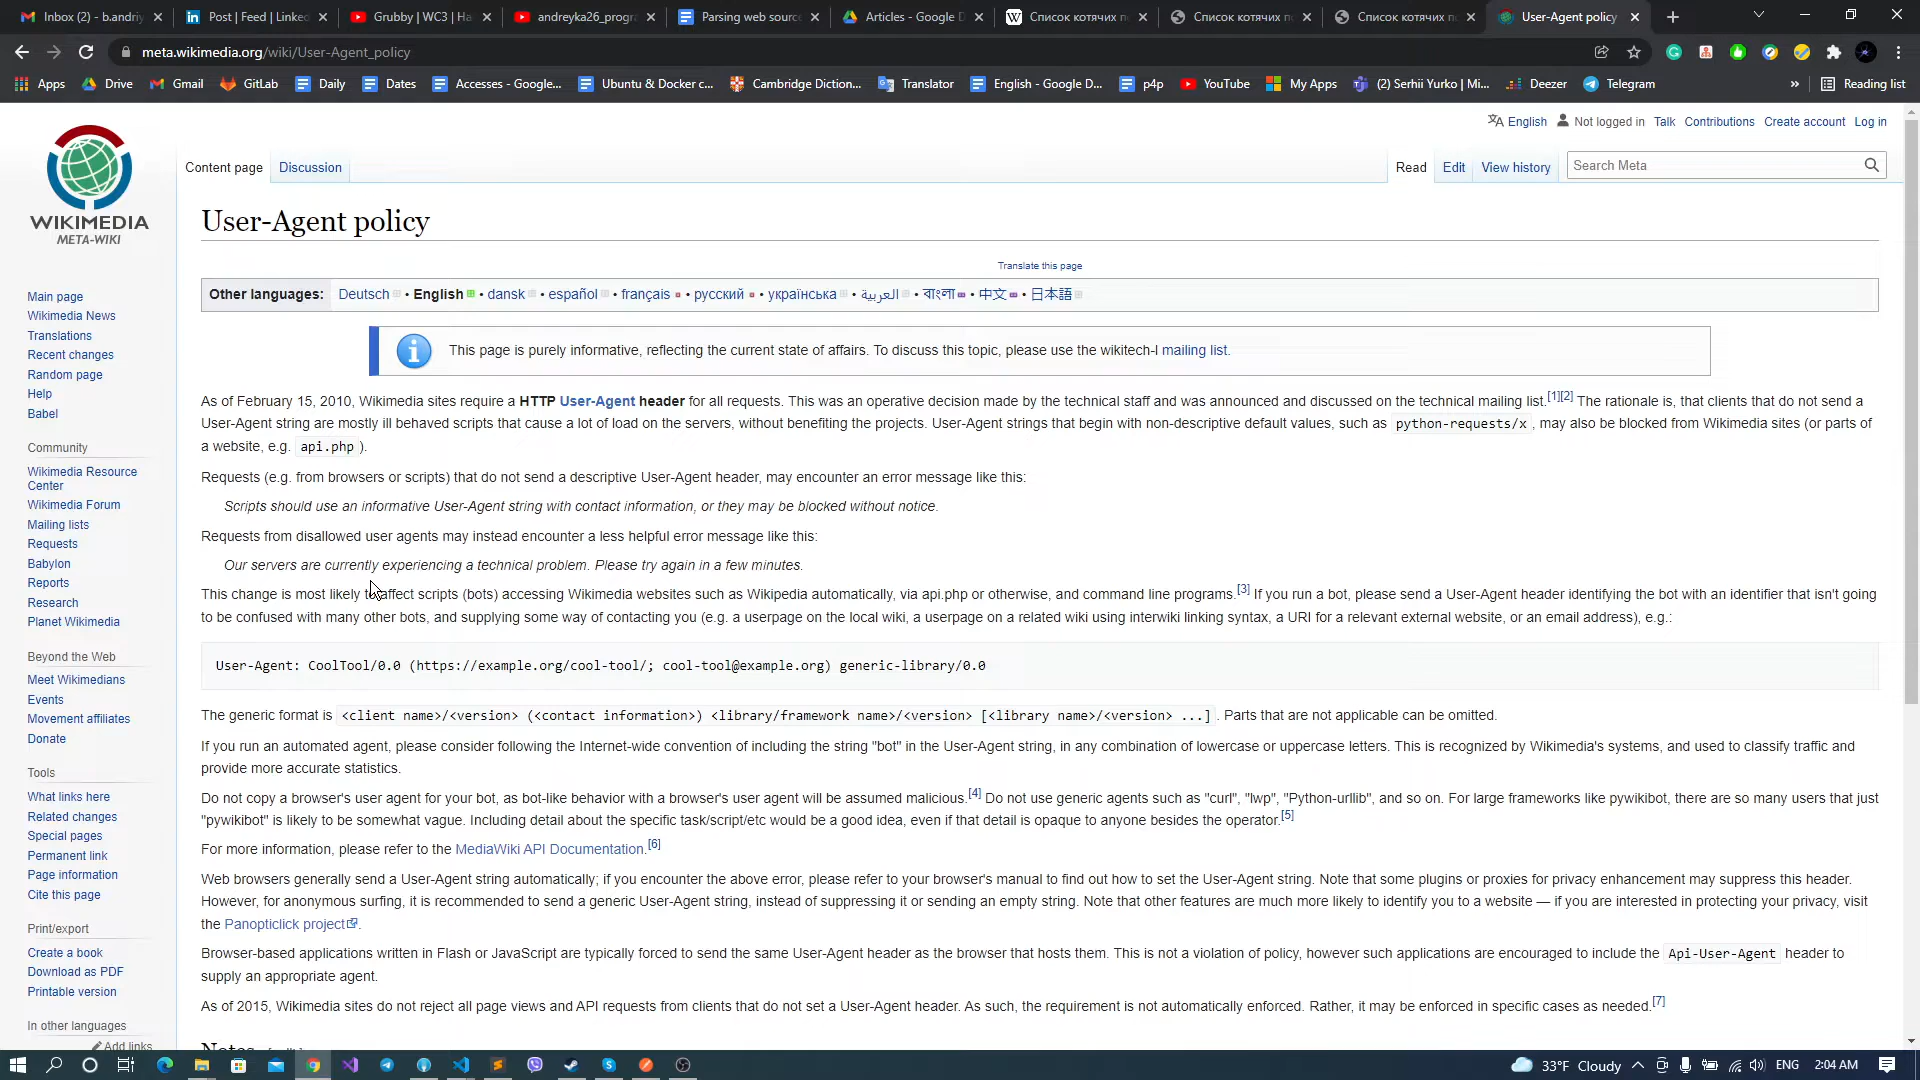 Inbox (2) - b.andriy
Post | Feed | Linke
Grubby | WC3 | Ha
andreyka26_progr
Parsing web sourc
Articles - Google D
Список котячих п
Список котячих п
Список котячих п
User-Agent policy
meta.wikimedia.org/wiki/User-Agent_policy
Apps
Drive
Gmail
GitLab
Daily
Dates
Accesses - Google...
Ubuntu & Docker c...
Cambridge Diction...
Translator
English - Google D...
p4p
YouTube
My Apps
(2) Serhii Yurko | Mi...
Deezer
Telegram
»
Reading list
English
Not logged in
Talk
Contributions
Create account
Log in
WIKIMEDIA
META-WIKI
Content page
Discussion
Read
Edit
View history
Search Meta
User-Agent policy
Translate this page
Other languages: Deutsch • English • dansk • español • français • русский • українська • العربية • বাংলা • 中文 • 日本語
This page is purely informative, reflecting the current state of affairs. To discuss this topic, please use the wikitech-l mailing list.
As of February 15, 2010, Wikimedia sites require a HTTP User-Agent header for all requests. This was an operative decision made by the technical staff and was announced and discussed on the technical mailing list.[1][2] The rationale is, that clients that do not send a
User-Agent string are mostly ill behaved scripts that cause a lot of load on the servers, without benefiting the projects. User-Agent strings that begin with non-descriptive default values, such as python-requests/x , may also be blocked from Wikimedia sites (or parts of
a website, e.g. api.php ).
Requests (e.g. from browsers or scripts) that do not send a descriptive User-Agent header, may encounter an error message like this:
Scripts should use an informative User-Agent string with contact information, or they may be blocked without notice.
Requests from disallowed user agents may instead encounter a less helpful error message like this:
Our servers are currently experiencing a technical problem. Please try again in a few minutes.
This change is most likely to affect scripts (bots) accessing Wikimedia websites such as Wikipedia automatically, via api.php or otherwise, and command line programs.[3] If you run a bot, please send a User-Agent header identifying the bot with an identifier that isn't going
to be confused with many other bots, and supplying some way of contacting you (e.g. a userpage on the local wiki, a userpage on a related wiki using interwiki linking syntax, a URI for a relevant external website, or an email address), e.g.:
User-Agent: CoolTool/0.0 (https://example.org/cool-tool/; cool-tool@example.org) generic-library/0.0
The generic format is <client name>/<version> (<contact information>) <library/framework name>/<version> [<library name>/<version> ...] . Parts that are not applicable can be omitted.
If you run an automated agent, please consider following the Internet-wide convention of including the string "bot" in the User-Agent string, in any combination of lowercase or uppercase letters. This is recognized by Wikimedia's systems, and used to classify traffic and
provide more accurate statistics.
Do not copy a browser's user agent for your bot, as bot-like behavior with a browser's user agent will be assumed malicious.[4] Do not use generic agents such as "curl", "lwp", "Python-urllib", and so on. For large frameworks like pywikibot, there are so many users that just
"pywikibot" is likely to be somewhat vague. Including detail about the specific task/script/etc would be a good idea, even if that detail is opaque to anyone besides the operator.[5]
For more information, please refer to the MediaWiki API Documentation.[6]
Web browsers generally send a User-Agent string automatically; if you encounter the above error, please refer to your browser's manual to find out how to set the User-Agent string. Note that some plugins or proxies for privacy enhancement may suppress this header.
However, for anonymous surfing, it is recommended to send a generic User-Agent string, instead of suppressing it or sending an empty string. Note that other features are much more likely to identify you to a website — if you are interested in protecting your privacy, visit
the Panopticlick project.
Browser-based applications written in Flash or JavaScript are typically forced to send the same User-Agent header as the browser that hosts them. This is not a violation of policy, however such applications are encouraged to include the Api-User-Agent header to
supply an appropriate agent.
As of 2015, Wikimedia sites do not reject all page views and API requests from clients that do not set a User-Agent header. As such, the requirement is not automatically enforced. Rather, it may be enforced in specific cases as needed.[7]
Main page
Wikimedia News
Translations
Recent changes
Random page
Help
Babel
Community
Wikimedia Resource
Center
Wikimedia Forum
Mailing lists
Requests
Babylon
Reports
Research
Planet Wikimedia
Beyond the Web
Meet Wikimedians
Events
Movement affiliates
Donate
Tools
What links here
Related changes
Special pages
Permanent link
Page information
Cite this page
Print/export
Create a book
Download as PDF
Printable version
In other languages
Add links
33°F Cloudy
ENG
2:04 AM